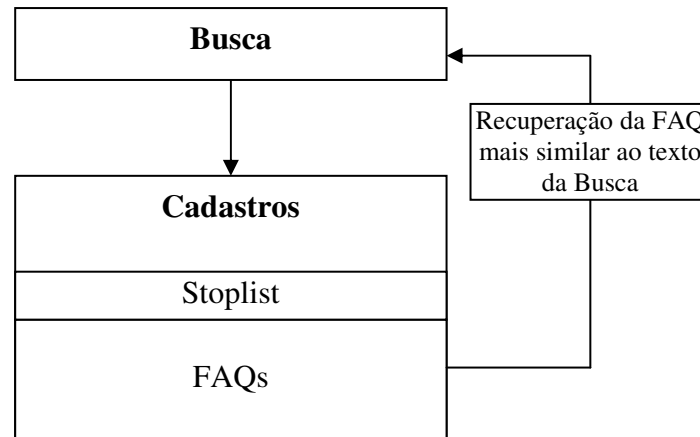 Busca
Recuperação da FAQ
mais similar ao texto
da Busca
Cadastros
Stoplist
FAQs